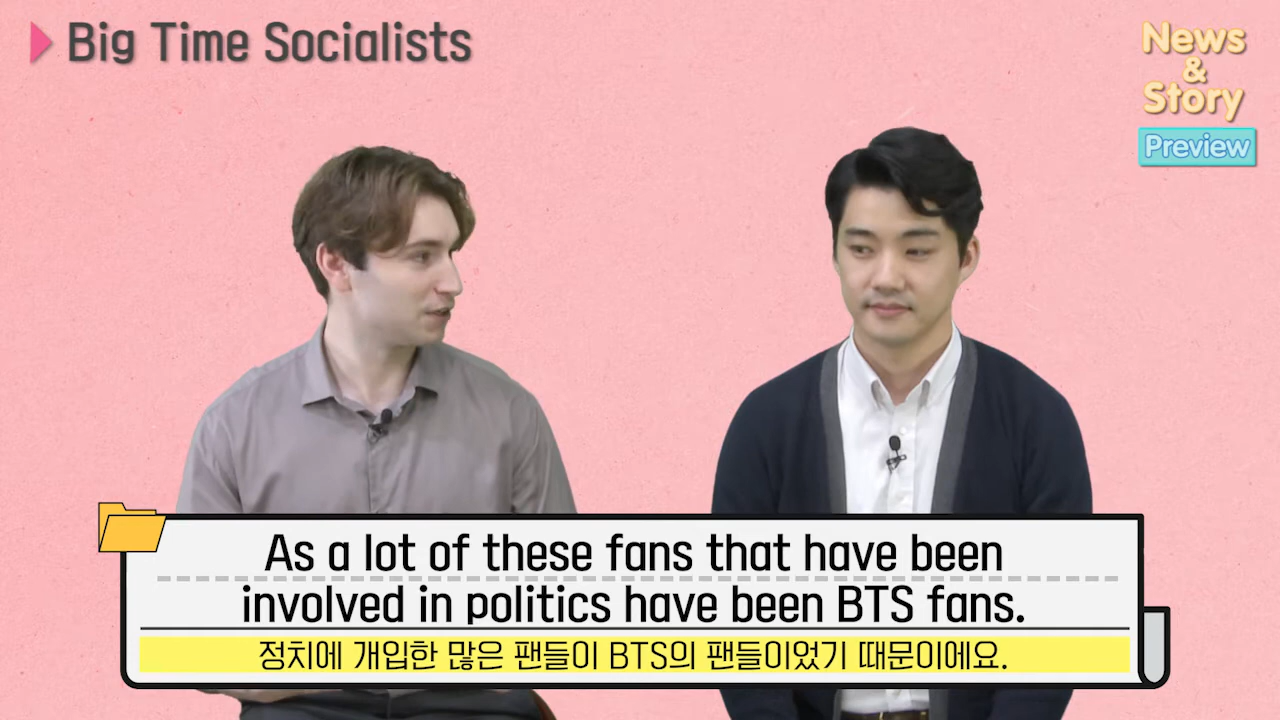 Big Time Socialists
News
&
Story
Preview
As a lot of these fans that have been
involved in politics have been BTS fans.
정치에 개입한 많은 팬들이 BTS의 팬들이었기 때문이에요.